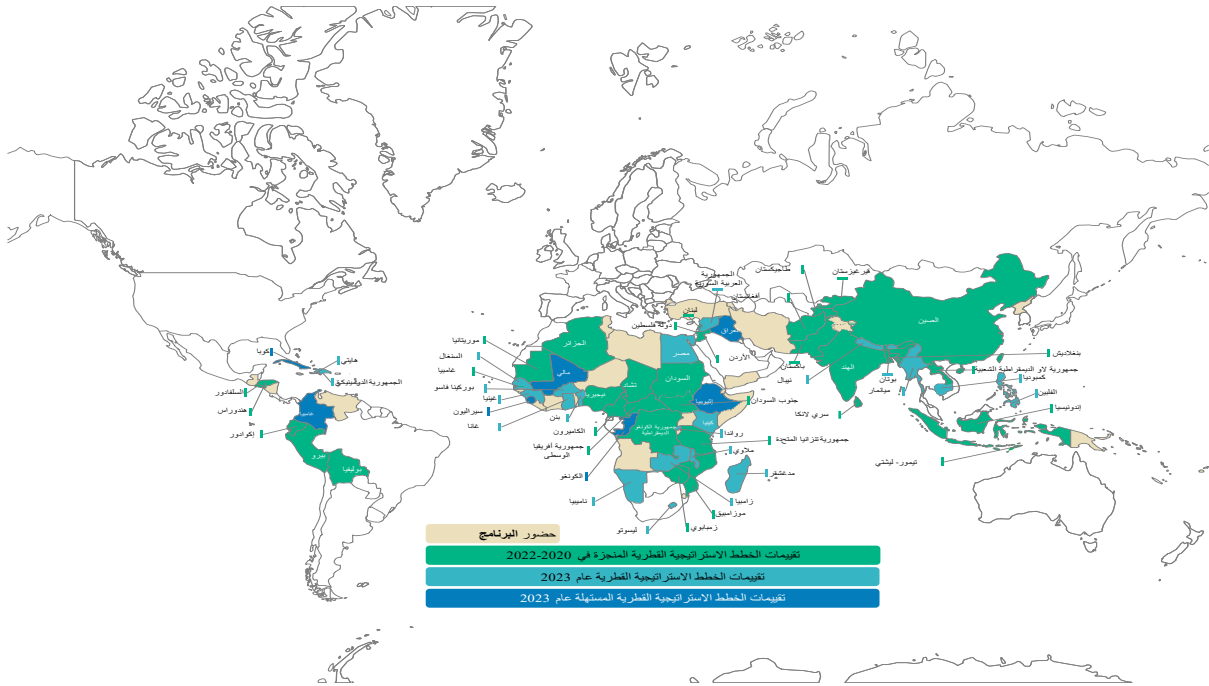 الجمهورية
العربية السورية
طاجيكستان
قيرغيزستان
أفغانستان
لبنان
دولة فلسطين
الصين
العراق
موريتانيا
الجزائر
مصر
الأردن
باكستان
كوبا
هايتي
السنغال
مالي
الهند
نيبال
بوتان
بنغلاديش
جمهورية لاو الديمقراطية الشعبية
كمبوديا
ميانمار
الفلبين
غامبيا
السودان
تشاد
الجمهورية الدومينيكية
السلفادور
بوركينا فاسو
غينيا
نيجيريا
إثيوبيا
جنوب السودان
سري لانكا
إندونيسيا
هندوراس
سيراليون
بنن
غانا
كينيا
رواندا
إكوادور
الكاميرون
جمهورية الكونغو
الديمقراطية
جمهورية تنزانيا المتحدة
بيرو
جمهورية أفريقيا
الوسطى
ملاوي
تيمور- ليشتي
بوليفيا
الكونغو
مدغشقر
ناميبيا
زامبيا
موزامبيق
زمبابوي
ليسوتو
حضور البرنامج
تقييمات الخطط الاستراتيجية القطرية المنجزة في 2020-2022
تقييمات الخطط الاستراتيجية القطرية عام 2023
تقييمات الخطط الاستراتيجية القطرية المستهلة عام 2023